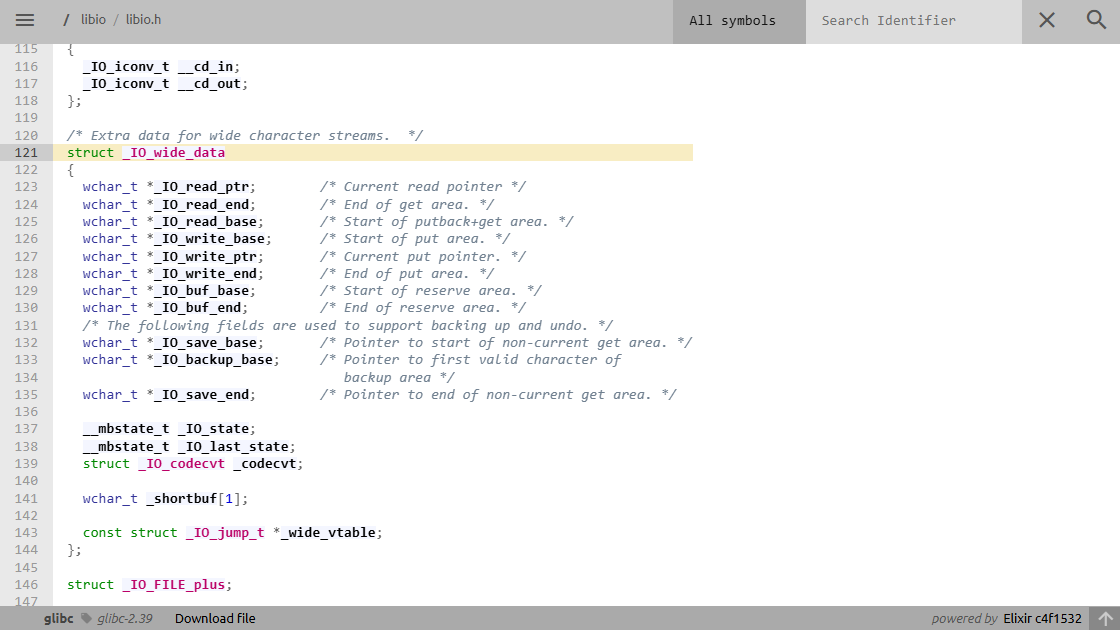 / libio / libio.h All symbols Search Identifier
115 {
116 _IO_iconv_t __cd_in;
117 _IO_iconv_t __cd_out;
118 };
119
120 /* Extra data for wide character streams.  */
121 struct _IO_wide_data
122 {
123 wchar_t *_IO_read_ptr; /* Current read pointer */
124 wchar_t *_IO_read_end; /* End of get area. */
125 wchar_t *_IO_read_base; /* Start of putback+get area. */
126 wchar_t *_IO_write_base; /* Start of put area. */
127 wchar_t *_IO_write_ptr; /* Current put pointer. */
128 wchar_t *_IO_write_end; /* End of put area. */
129 wchar_t *_IO_buf_base; /* Start of reserve area. */
130 wchar_t *_IO_buf_end; /* End of reserve area. */
131 /* The following fields are used to support backing up and undo. */
132 wchar_t *_IO_save_base; /* Pointer to start of non-current get area. */
133 wchar_t *_IO_backup_base; /* Pointer to first valid character of
134 backup area */
135 wchar_t *_IO_save_end; /* Pointer to end of non-current get area. */
136
137 __mbstate_t _IO_state;
138 __mbstate_t _IO_last_state;
139 struct _IO_codecvt _codecvt;
140
141 wchar_t _shortbuf[1];
142
143 const struct _IO_jump_t *_wide_vtable;
144 };
145
146 struct _IO_FILE_plus;
147
glibc glibc-2.39 Download file powered by Elixir c4f1532